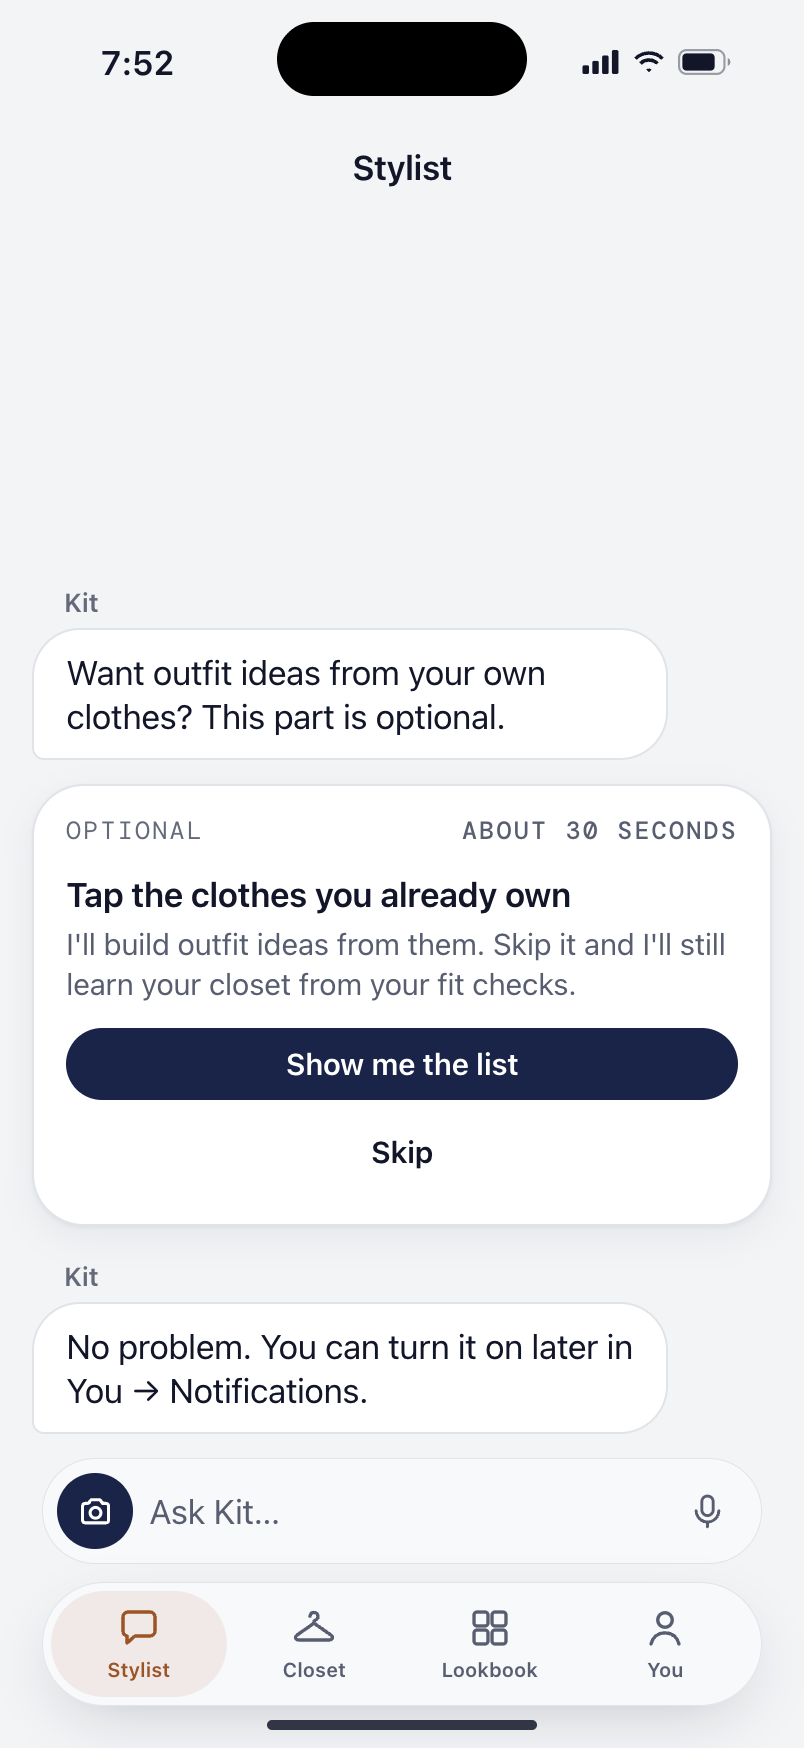 7:52
Stylist
Kit
Want outfit ideas from your own
clothes? This part is optional.
OPTIONAL
ABOUT 30 SECONDS
Tap the clothes you already own
I'll build outfit ideas from them. Skip it and I'll still
learn your closet from your fit checks.
Show me the list
Skip
Kit
No problem. You can turn it on later in
You → Notifications.
Ask Kit...
Stylist
Closet
Lookbook
You